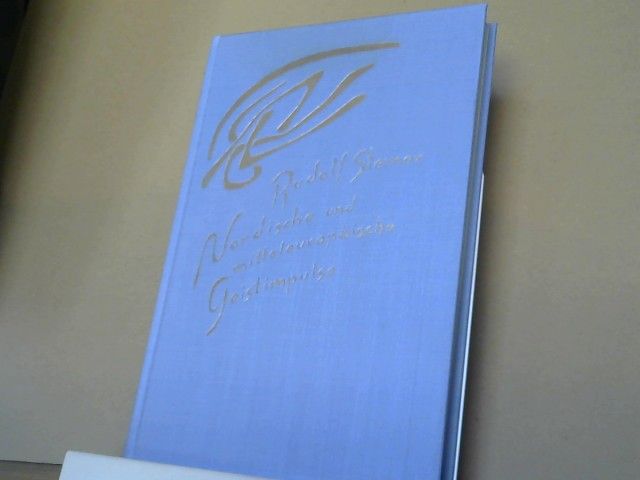 Rudolf Steiner
Nordische und
mitteleuropäische
Geistimpulse